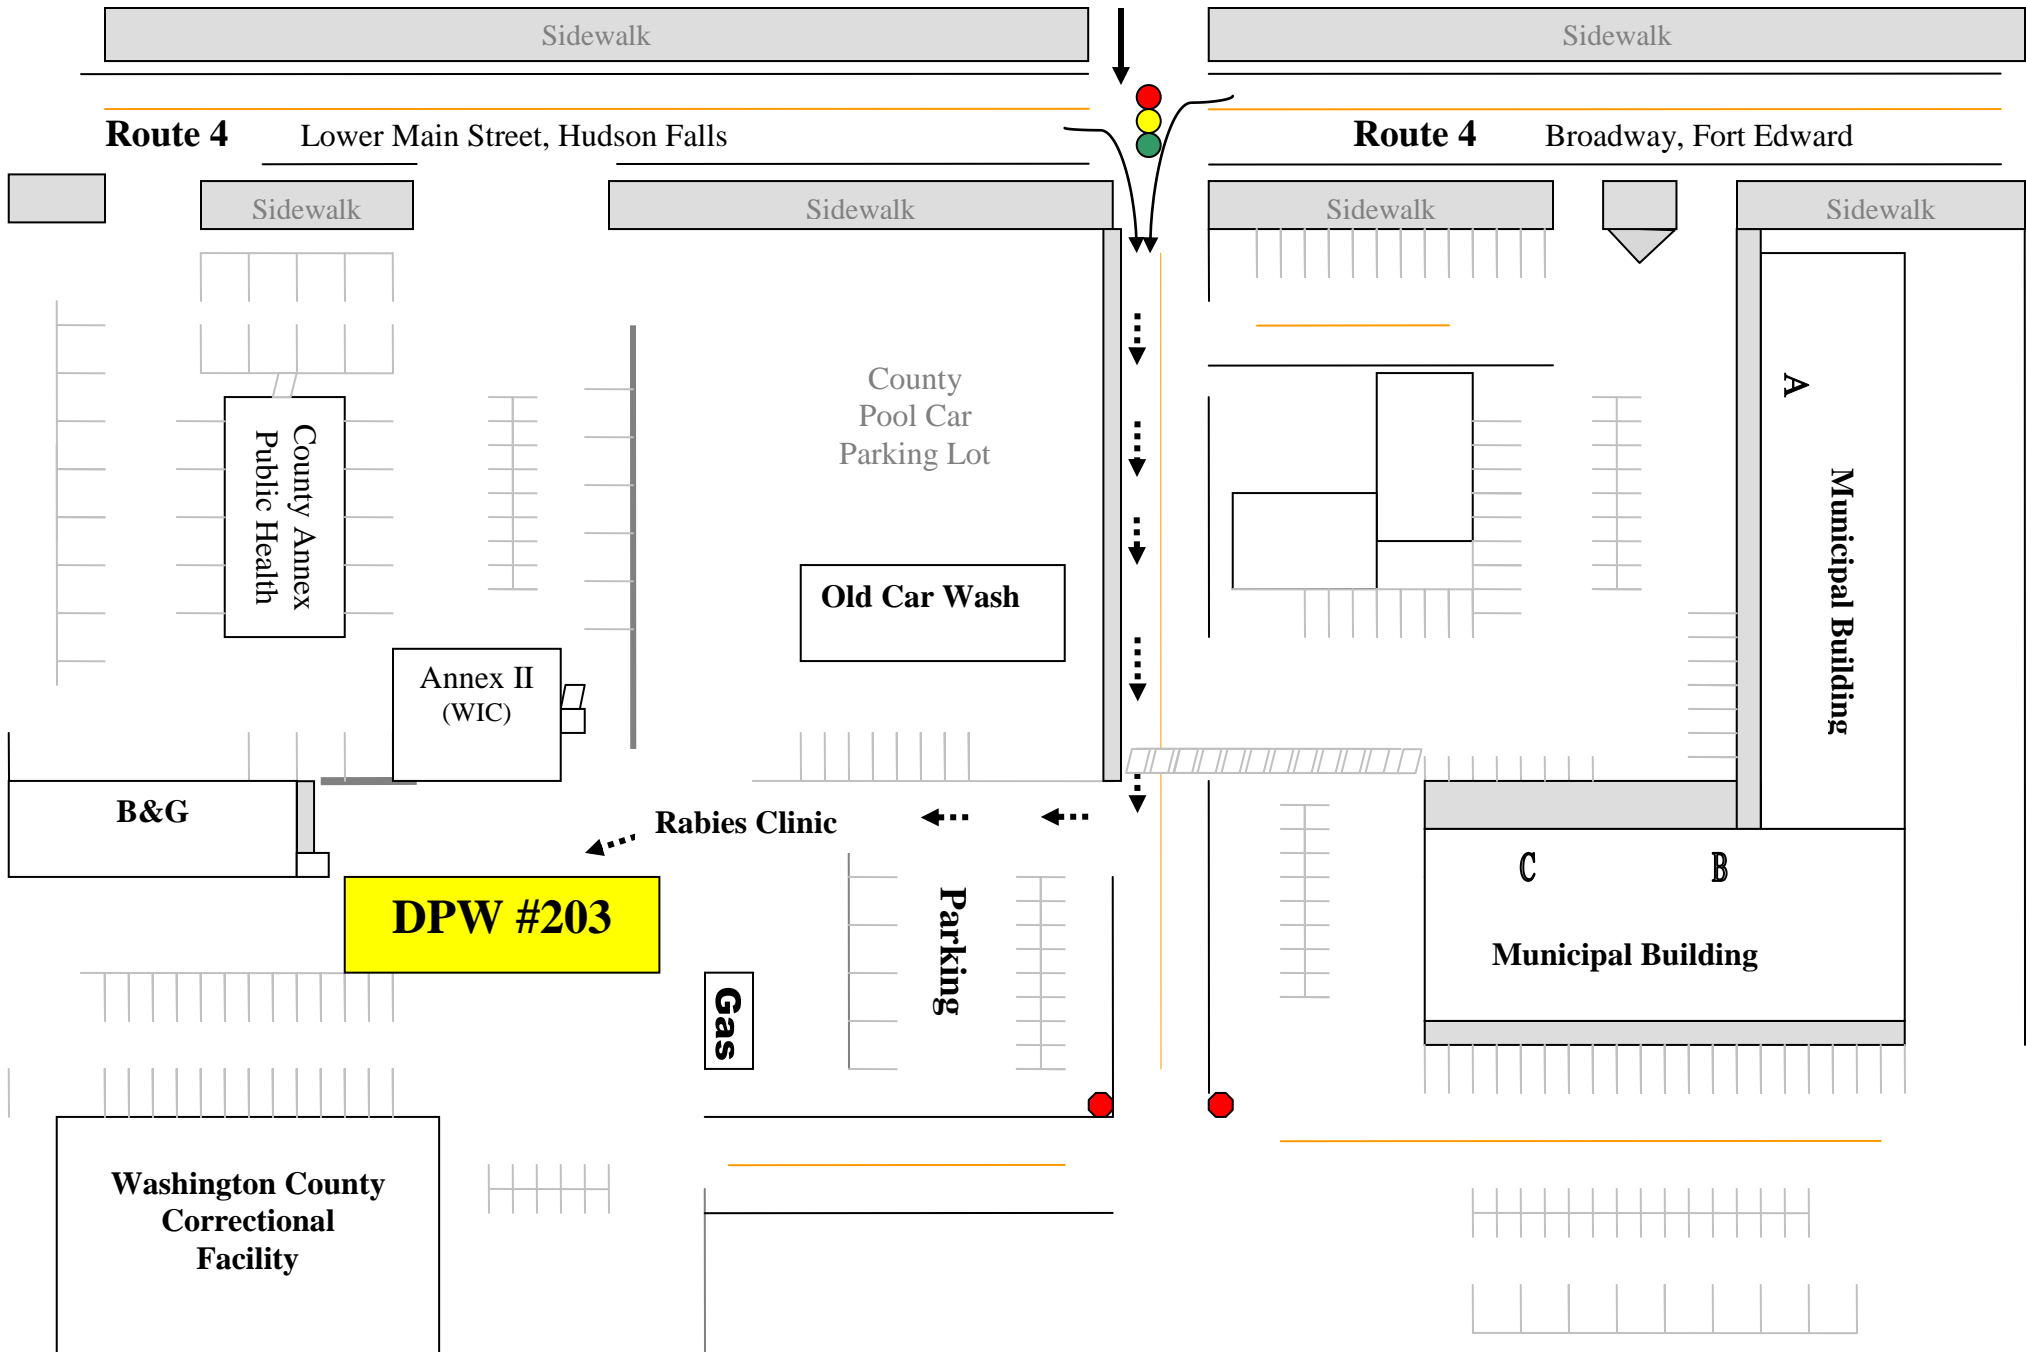 Sidewalk
Sidewalk
Route 4
Lower Main Street, Hudson Falls
Route 4
Broadway, Fort Edward
Sidewalk
Sidewalk
Sidewalk
Sidewalk
County
Pool Car
Parking Lot
A
County Annex
Public Health
Municipal Building
Old Car Wash
Annex II
(WIC)
B&G
Rabies Clinic
C
B
DPW #203
Parking
Municipal Building
Gas
Washington County
Correctional
Facility